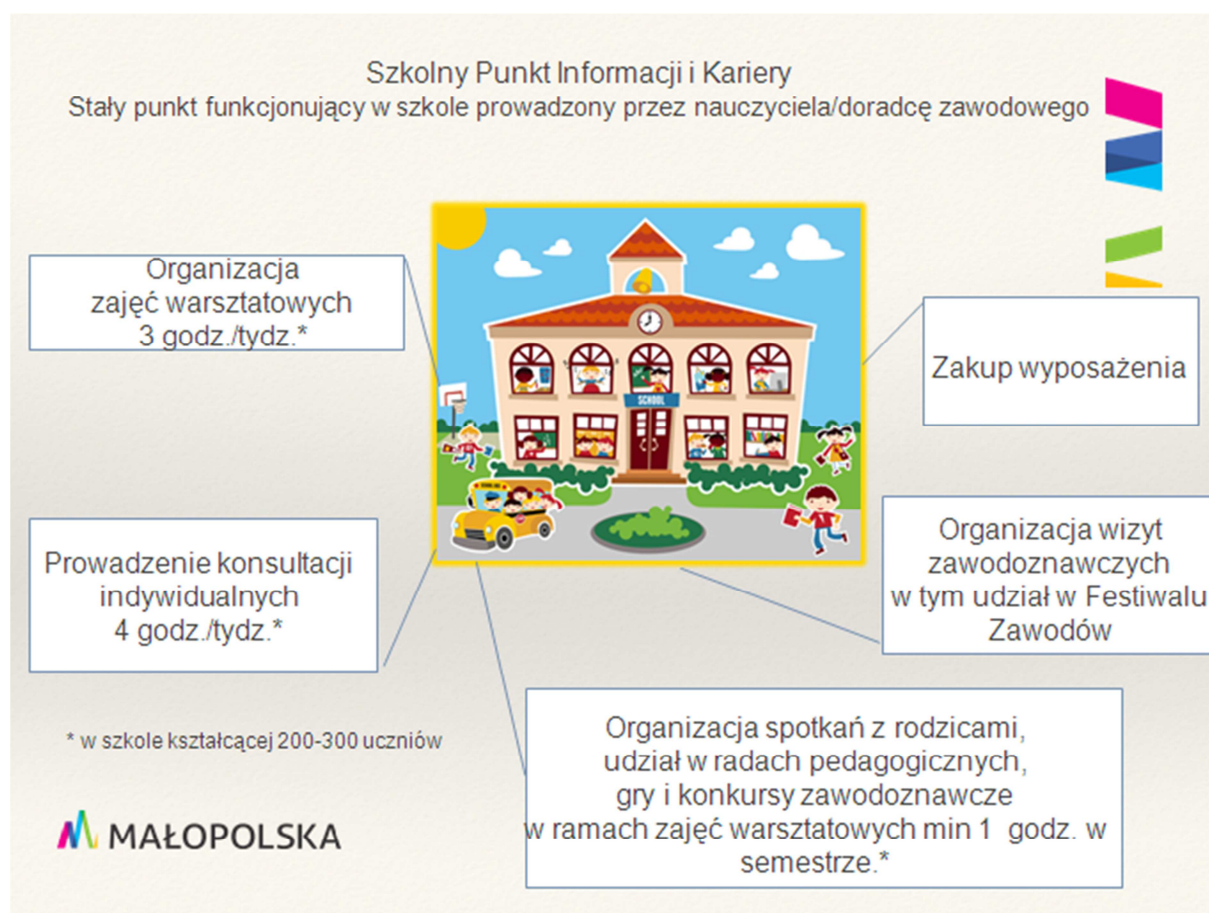 Szkolny Punkt Informacji i Kariery
Stały punkt funkcjonujący w szkole prowadzony przez nauczyciela/doradcę zawodowego
Organizacja
zajęć warsztatowych
3 godz./tydz.*
SCHOOL
Zakup wyposażenia
Prowadzenie konsultacji
indywidualnych
4 godz./tydz.*
Organizacja wizyt
zawodoznawczych
w tym udział w Festiwalu
Zawodów
* w szkole kształcącej 200-300 uczniów
Organizacja spotkań z rodzicami,
udział w radach pedagogicznych,
gry i konkursy zawodoznawcze
w ramach zajęć warsztatowych min 1 godz. w
semestrze.*
MAŁOPOLSKA